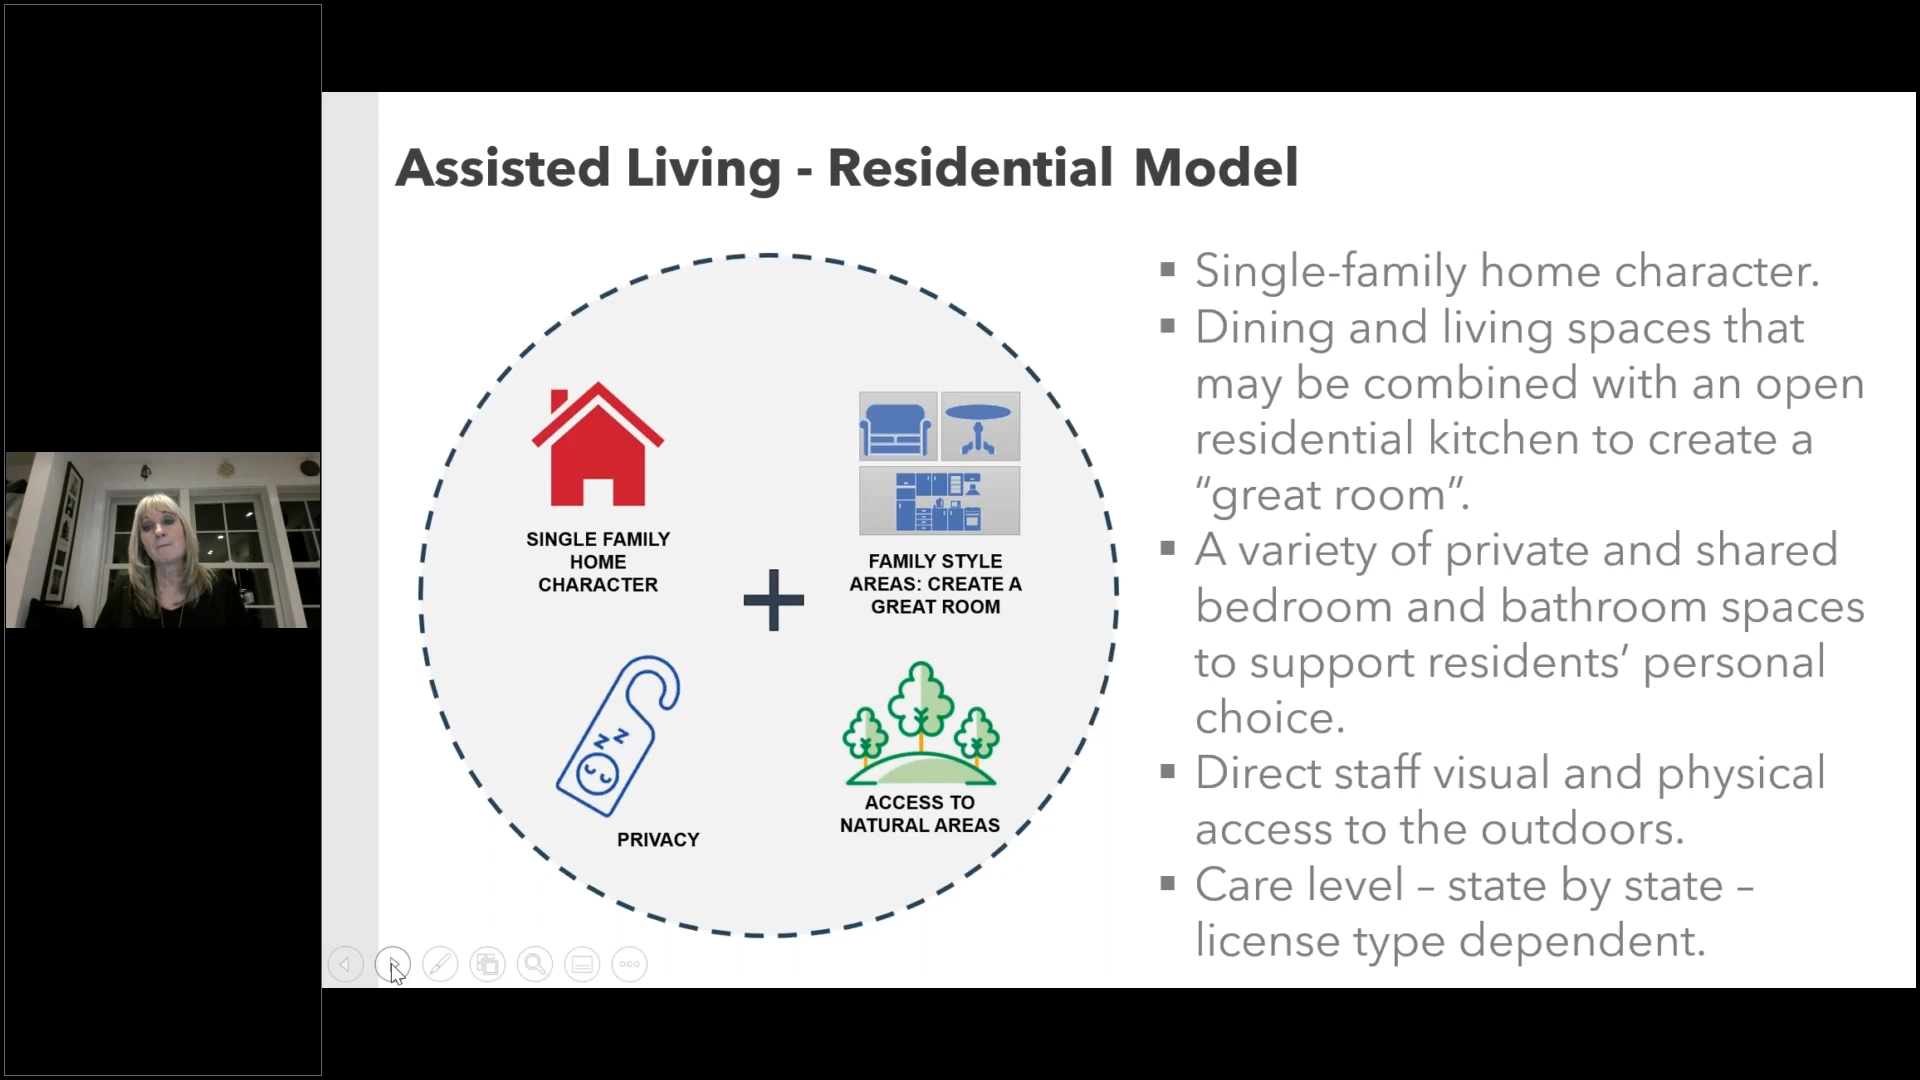 Assisted Living - Residential Model
SINGLE FAMILY
HOME
CHARACTER
FAMILY STYLE
AREAS: CREATE A
GREAT ROOM
PRIVACY
ACCESS TO
NATURAL AREAS
▪ Single-family home character.
▪ Dining and living spaces that
may be combined with an open
residential kitchen to create a
“great room”.
▪ A variety of private and shared
bedroom and bathroom spaces
to support residents’ personal
choice.
▪ Direct staff visual and physical
access to the outdoors.
▪ Care level – state by state –
license type dependent.
z z